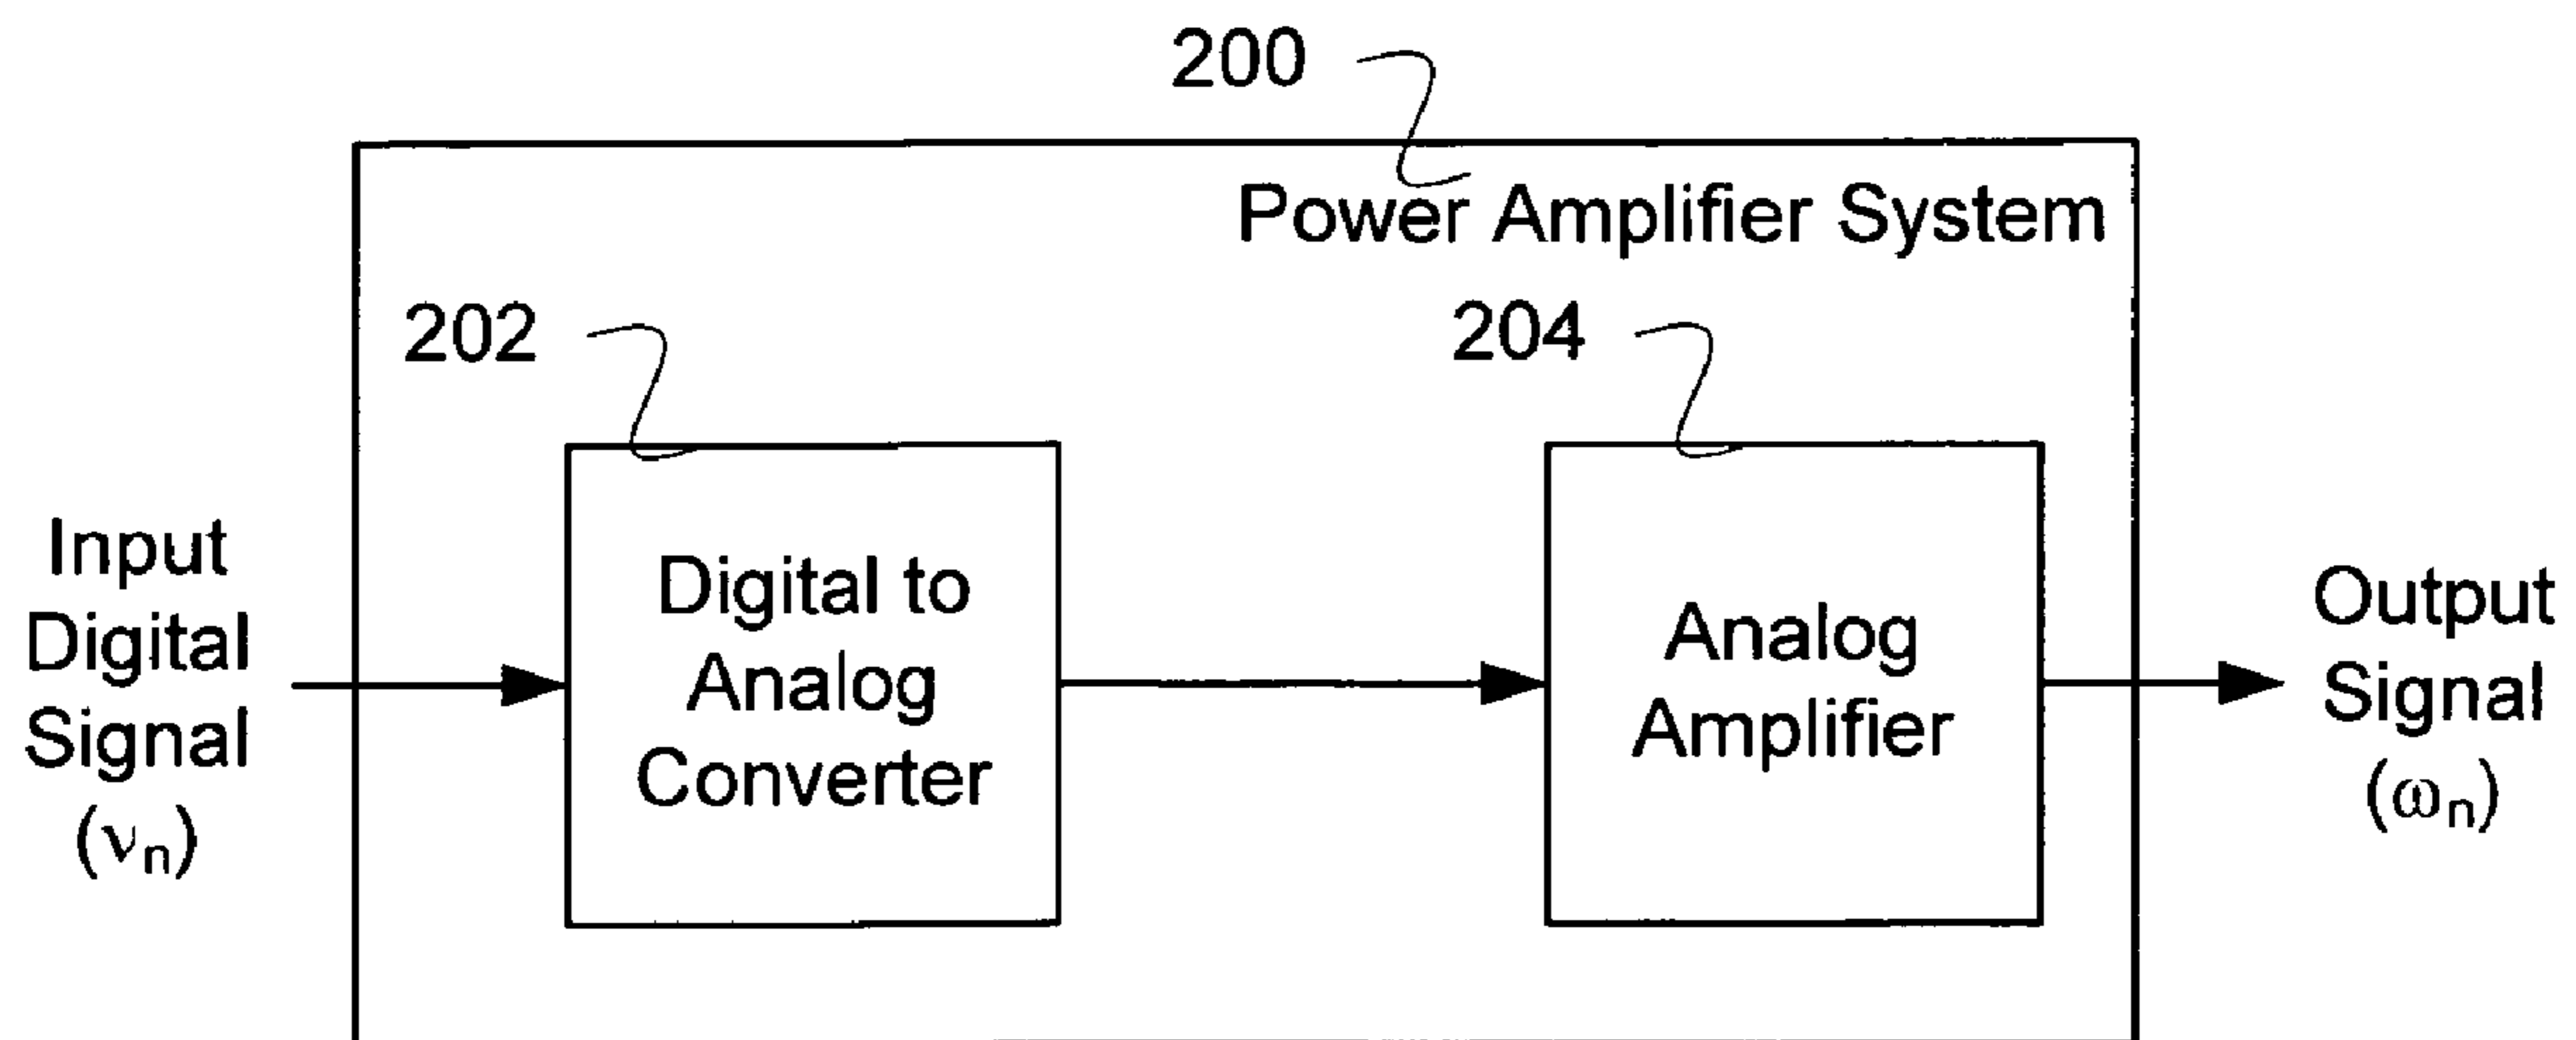 200
Power Amplifier System
202
204
Input
Digital
Signal
(νn)
Digital to
Analog
Converter
Analog
Amplifier
Output
Signal
(ωn)